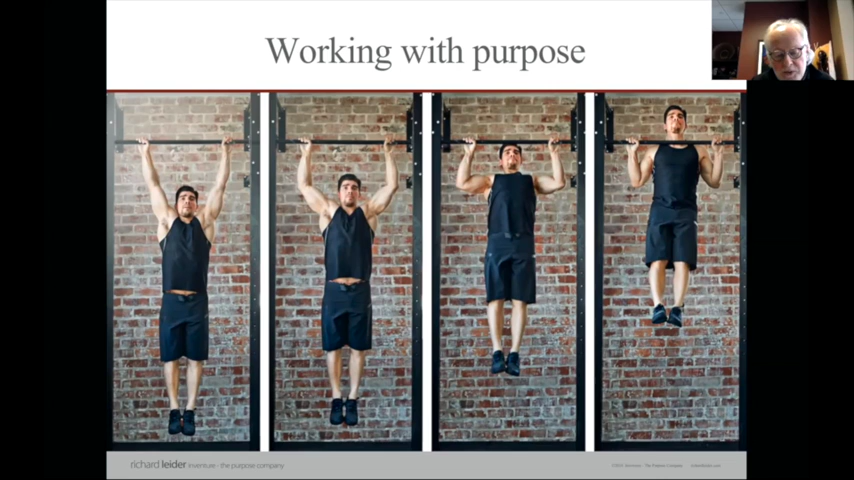 Working with purpose
richard leider inventure - the purpose company